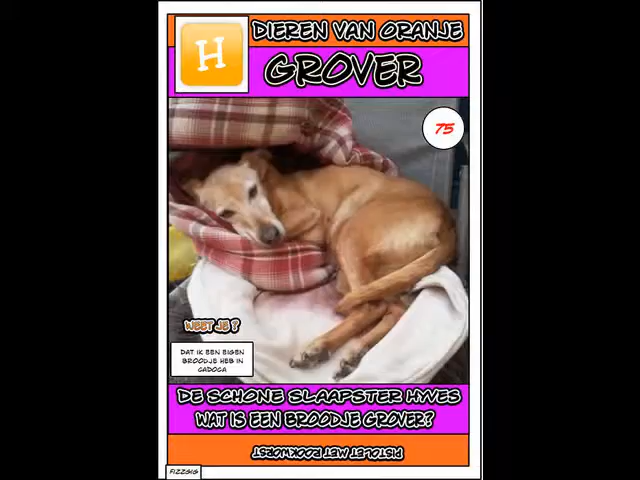 H
DIEREN VAN ORANJE
GROVER
75
WEET JE ?
DAT IK EEN EIGEN
BROODJE HEB IN
CADOCA
DE SCHONE SLAAPSTER HYVES
WAT IS EEN BROODJE GROVER?
PISTOLET MET ROOKWORST
FIZZGIG